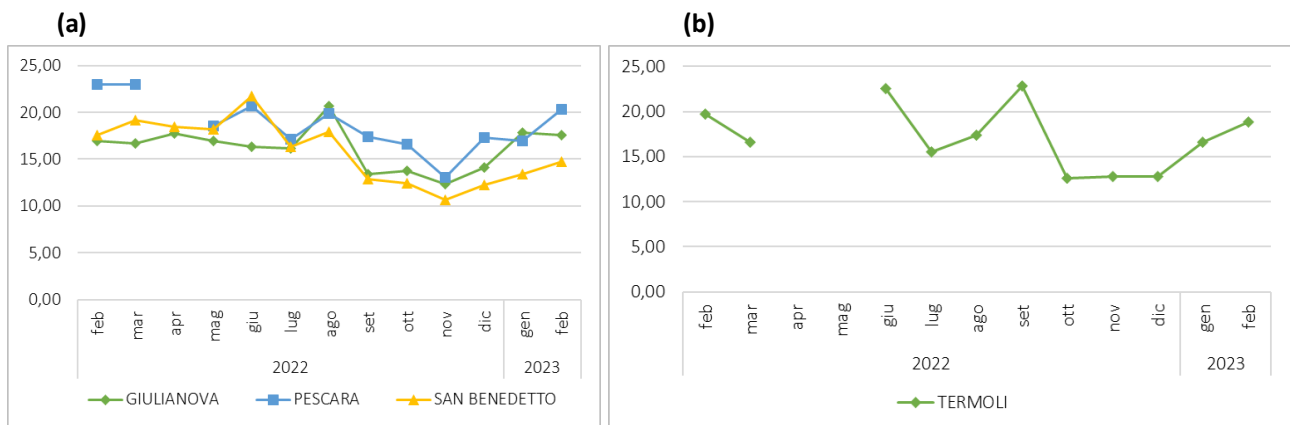 (a)
25,00
20,00
15,00
10,00
5,00
0,00
feb mar apr mag giu lug ago set ott nov dic gen feb
2022 2023
GIULIANOVA PESCARA SAN BENEDETTO
(b)
25,00
20,00
15,00
10,00
5,00
0,00
feb mar apr mag giu lug ago set ott nov dic gen feb
2022 2023
TERMOLI